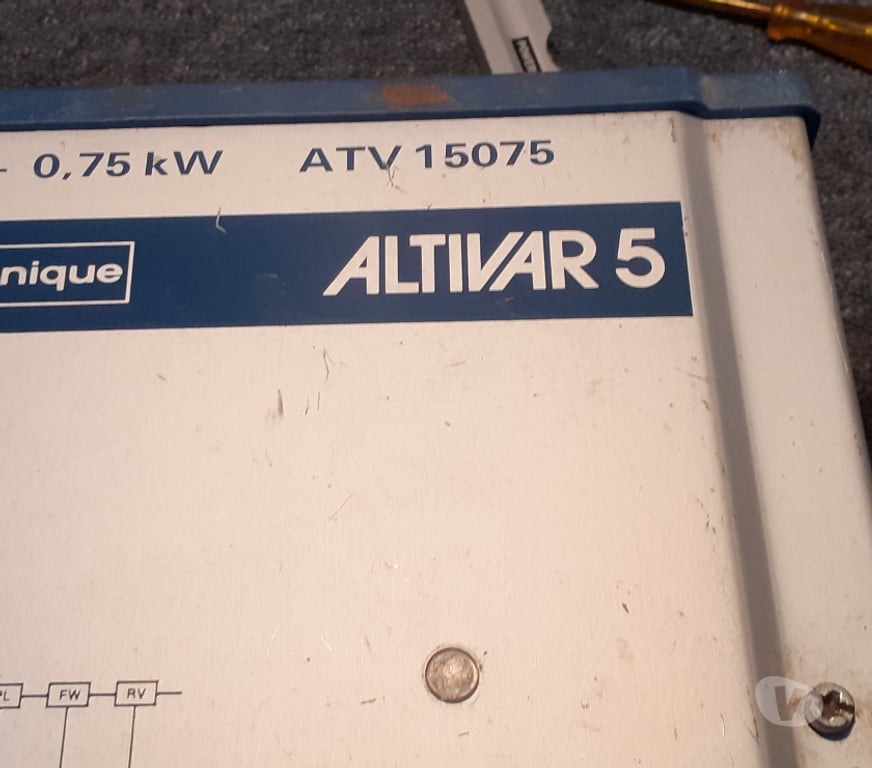 0,75 kW ATV 15075
nique ALTIVAR 5
PL FW RV
V